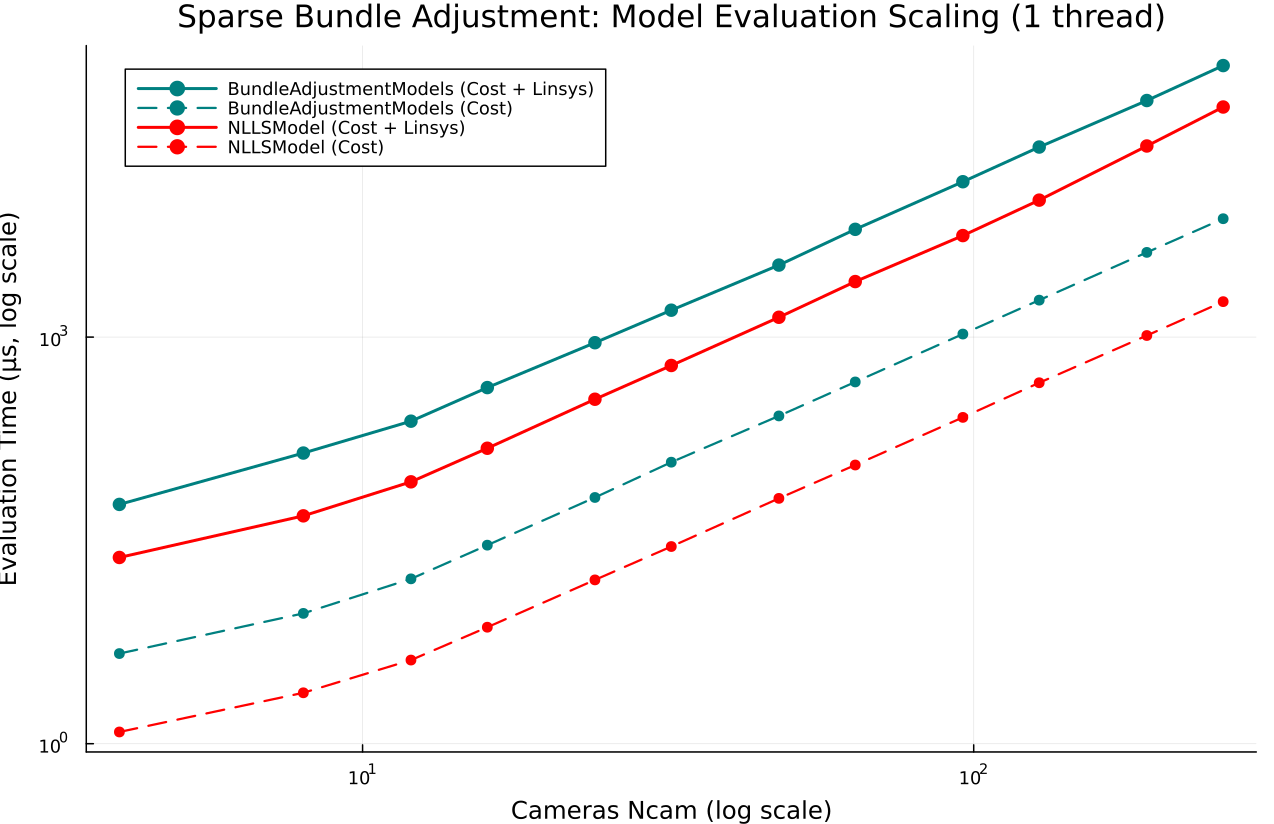 Sparse Bundle Adjustment: Model Evaluation Scaling (1 thread)
BundleAdjustmentModels (Cost + Linsys)
BundleAdjustmentModels (Cost)
NLLSModel (Cost + Linsys)
NLLSModel (Cost)
Evaluation Time (μs, log scale)
10³
10⁰
10¹
10²
Cameras Ncam (log scale)